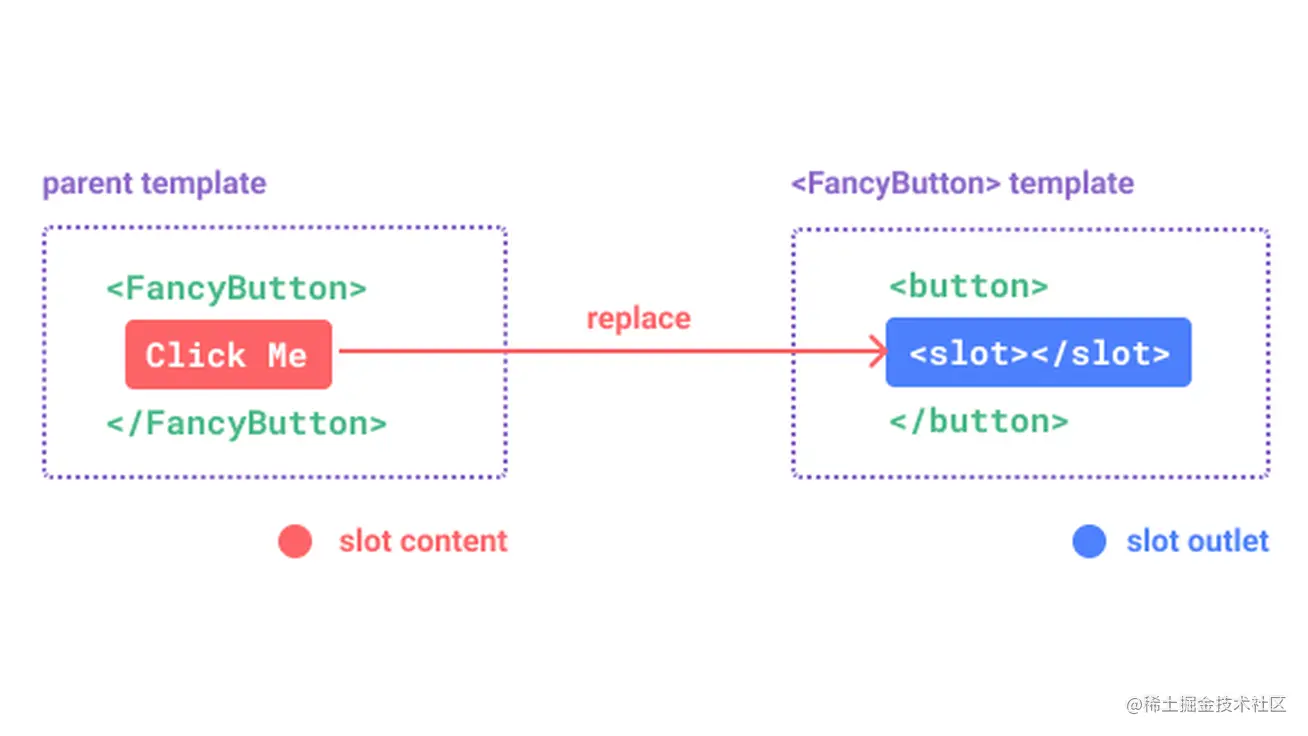 parent template
<FancyButton>
Click Me
</FancyButton>
slot content
replace
<FancyButton> template
<button>
<slot></slot>
</button>
slot outlet
@稀土掘金技术社区